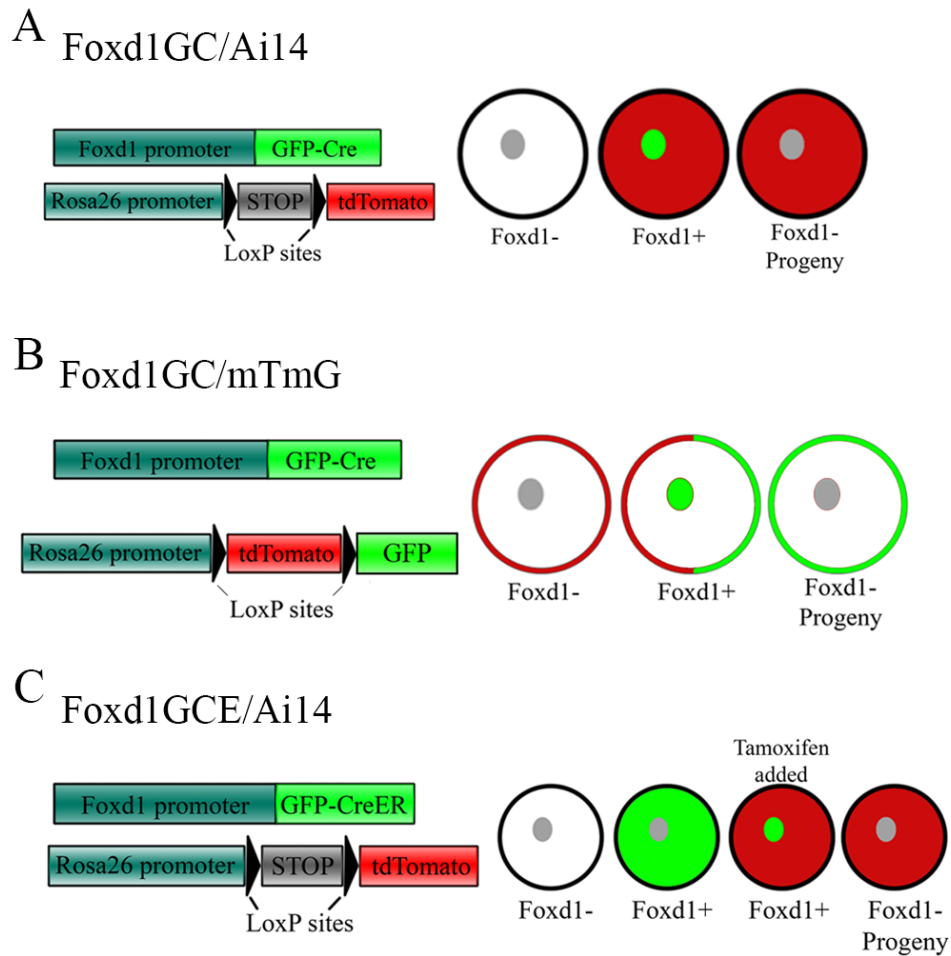 A
Foxd1GC/Ai14
Foxd1 promoter GFP-Cre
Rosa26 promoter STOP tdTomato
LoxP sites
Foxd1-
Foxd1+
Foxd1-
Progeny
B
Foxd1GC/mTmG
Foxd1 promoter GFP-Cre
Rosa26 promoter tdTomato GFP
LoxP sites
Foxd1-
Foxd1+
Foxd1-
Progeny
C
Foxd1GCE/Ai14
Foxd1 promoter GFP-CreER
Rosa26 promoter STOP tdTomato
LoxP sites
Tamoxifen
added
Foxd1-
Foxd1+
Foxd1+
Foxd1-
Progeny